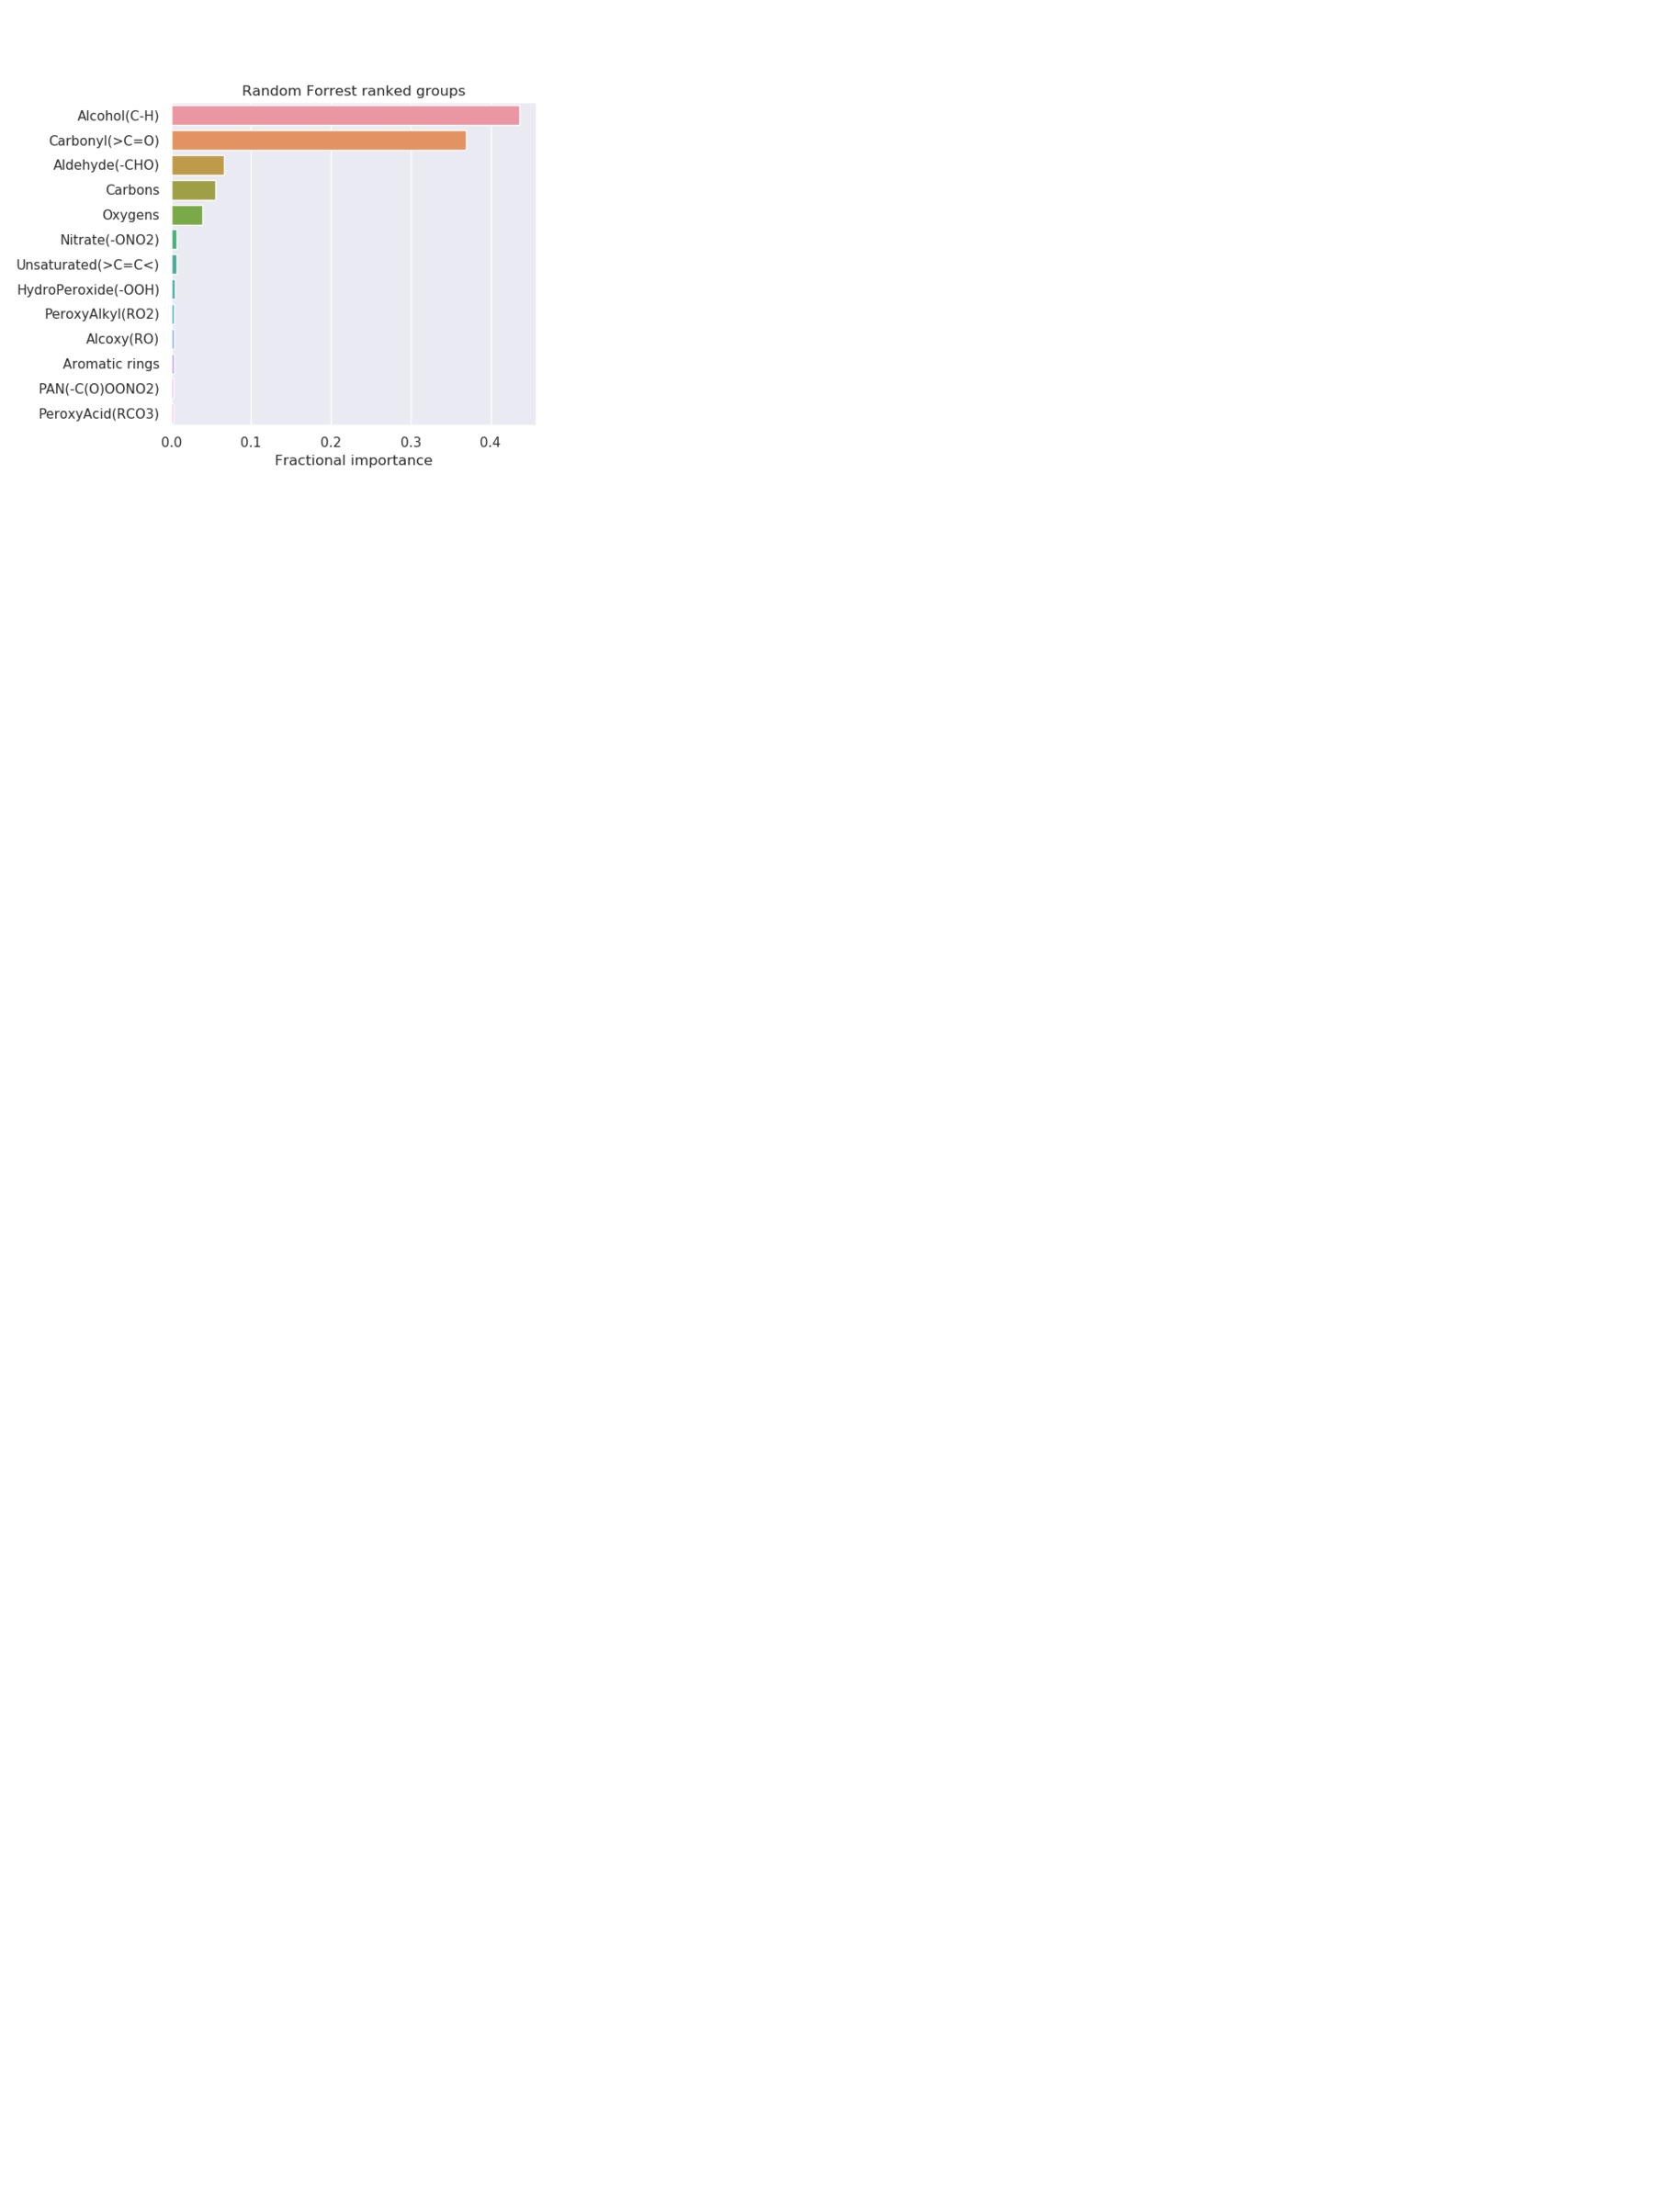 Random Forrest ranked groups
Alcohol(C-H)
Carbonyl(>C=O)
Aldehyde(-CHO)
Carbons
Oxygens
Nitrate(-ONO2)
Unsaturated(>C=C<)
HydroPeroxide(-OOH)
PeroxyAlkyl(RO2)
Alcoxy(RO)
Aromatic rings
PAN(-C(O)OONO2)
PeroxyAcid(RCO3)
0.0 0.1 0.2 0.3 0.4
Fractional importance